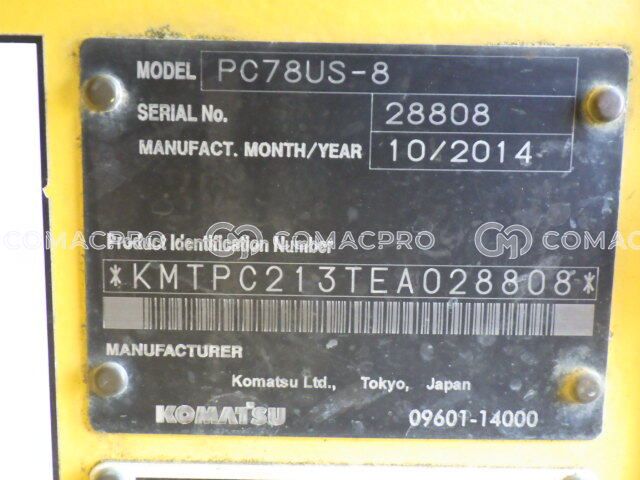 MODEL PC78US-8
SERIAL No. 28808
MANUFACT. MONTH/YEAR 10/2014
Product Identification Number
COMACPRO COMACPRO
*KMTPC213TEA028808*
MANUFACTURER
Komatsu Ltd., Tokyo, Japan
KOMATSU 09601-14000